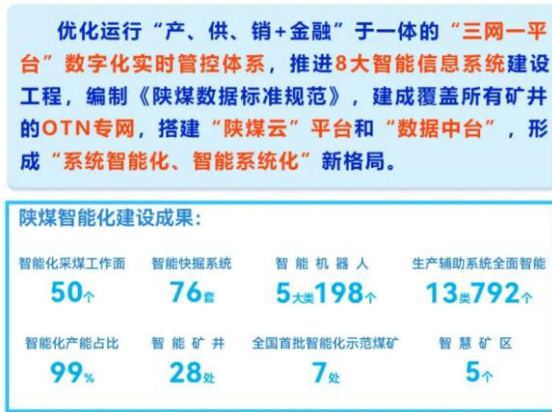 优化运行“产、供、销+金融”于一体的“三网一平
台”数字化实时管控体系，推进8大智能信息系统建设
工程，编制《陕煤数据标准规范》，建成覆盖所有矿井
的OTN专网，搭建“陕煤云”平台和“数据中台”，形
成“系统智能化、智能系统化”新格局。
陕煤智能化建设成果：
智能化采煤工作面 智能快掘系统 智能机器人 生产辅助系统全面智能
50个 76套 5大类198个 13类792个
智能化产能占比 智能矿井 全国首批智能化示范煤矿 智慧矿区
99% 28处 7处 5个